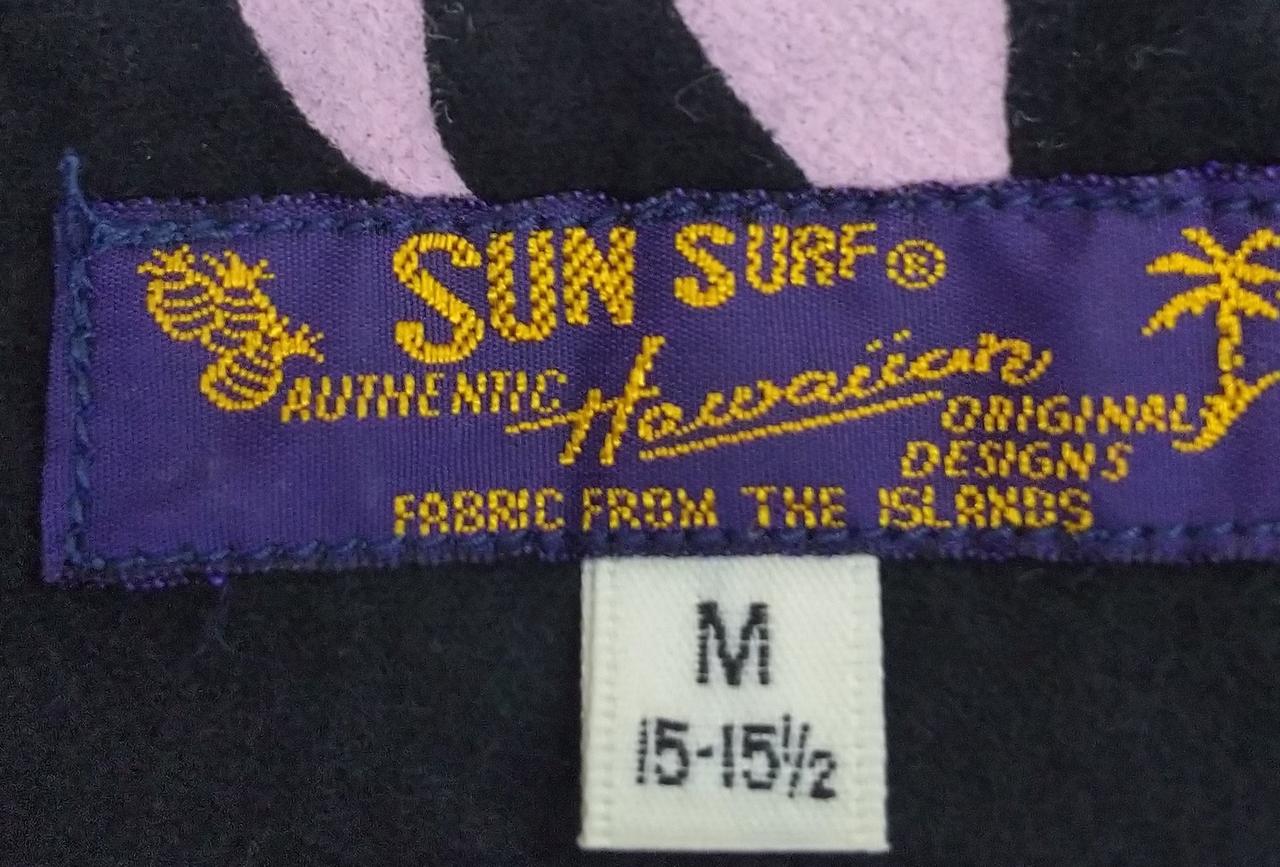 SUN SURF®
AUTHENTIC Hawaiian ORIGINAL
DESIGNS
FABRIC FROM THE ISLANDS
M
15-15½